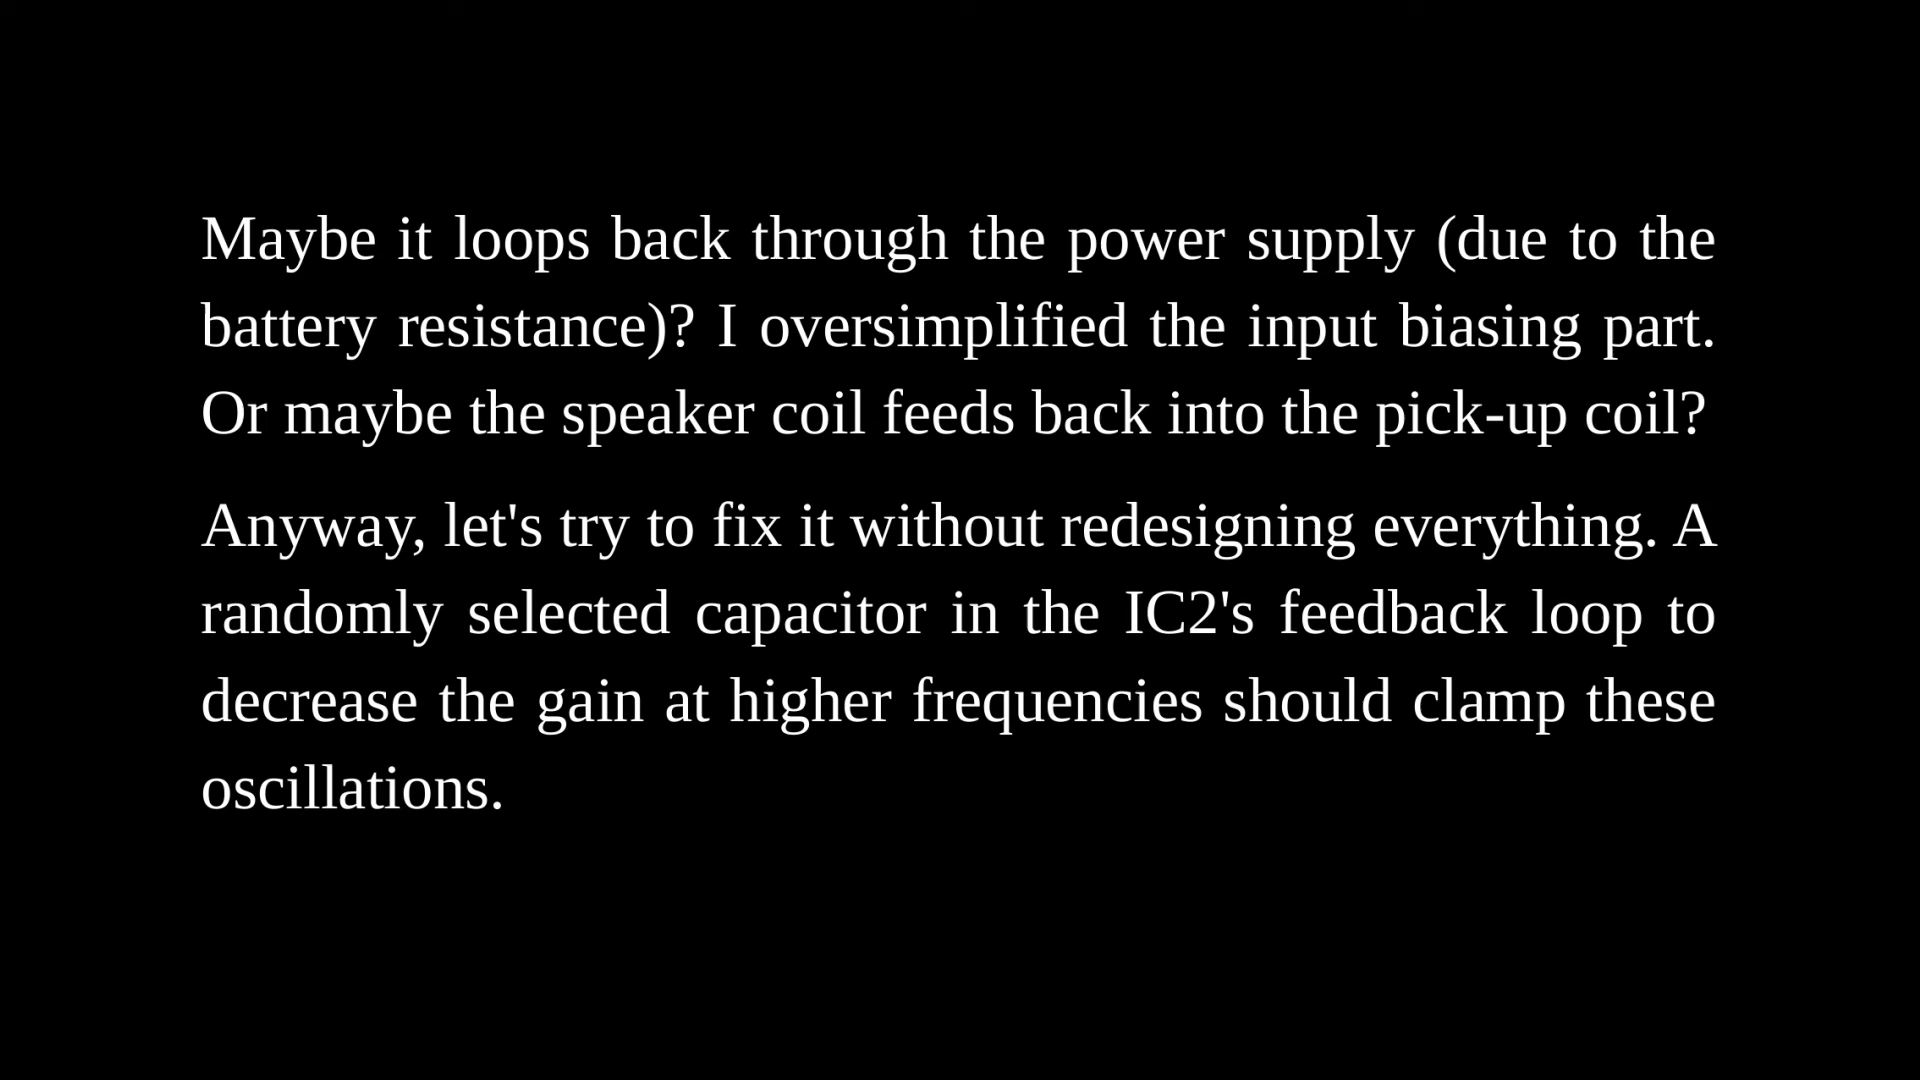 Maybe it loops back through the power supply (due to the
battery resistance)? I oversimplified the input biasing part.
Or maybe the speaker coil feeds back into the pick-up coil?
Anyway, let's try to fix it without redesigning everything. A
randomly selected capacitor in the IC2's feedback loop to
decrease the gain at higher frequencies should clamp these
oscillations.